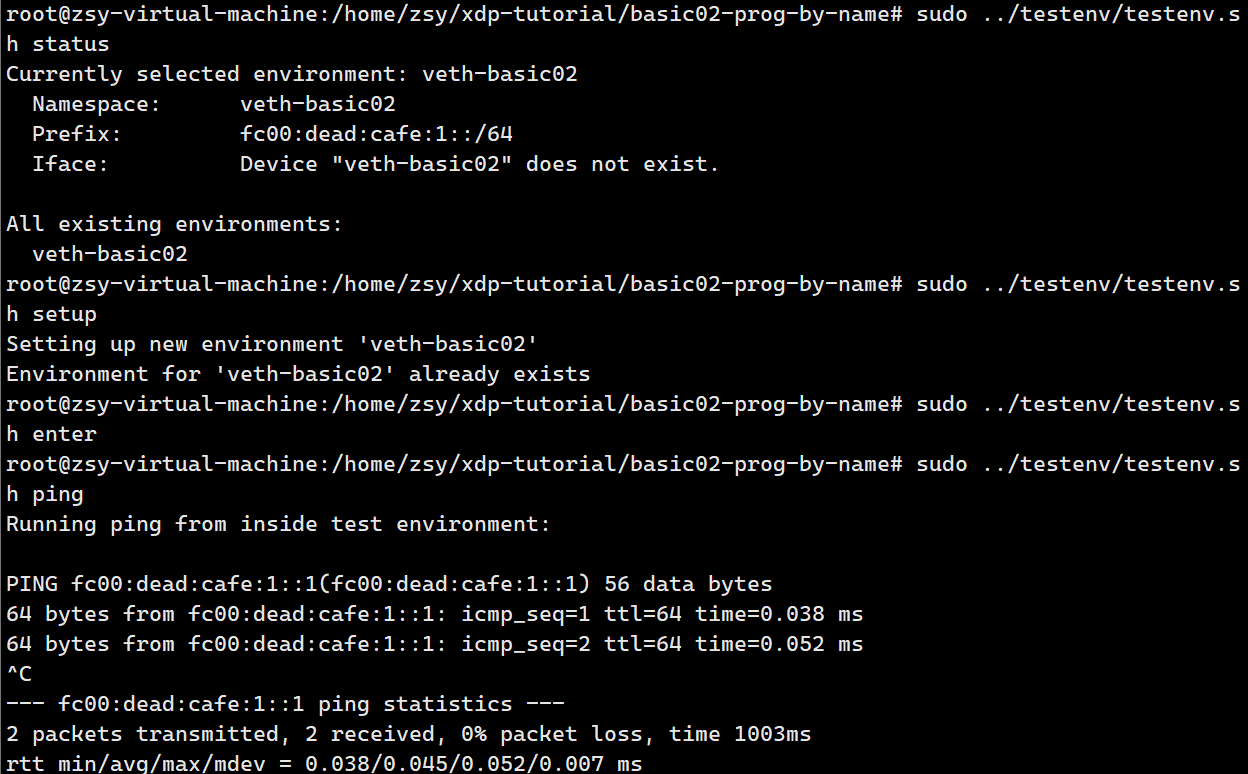 root@zsy-virtual-machine:/home/zsy/xdp-tutorial/basic02-prog-by-name# sudo ../testenv/testenv.s
h status
Currently selected environment: veth-basic02
  Namespace:      veth-basic02
  Prefix:         fc00:dead:cafe:1::/64
  Iface:          Device "veth-basic02" does not exist.

All existing environments:
  veth-basic02
root@zsy-virtual-machine:/home/zsy/xdp-tutorial/basic02-prog-by-name# sudo ../testenv/testenv.s
h setup
Setting up new environment 'veth-basic02'
Environment for 'veth-basic02' already exists
root@zsy-virtual-machine:/home/zsy/xdp-tutorial/basic02-prog-by-name# sudo ../testenv/testenv.s
h enter
root@zsy-virtual-machine:/home/zsy/xdp-tutorial/basic02-prog-by-name# sudo ../testenv/testenv.s
h ping
Running ping from inside test environment:

PING fc00:dead:cafe:1::1(fc00:dead:cafe:1::1) 56 data bytes
64 bytes from fc00:dead:cafe:1::1: icmp_seq=1 ttl=64 time=0.038 ms
64 bytes from fc00:dead:cafe:1::1: icmp_seq=2 ttl=64 time=0.052 ms
^C
--- fc00:dead:cafe:1::1 ping statistics ---
2 packets transmitted, 2 received, 0% packet loss, time 1003ms
rtt min/avg/max/mdev = 0.038/0.045/0.052/0.007 ms